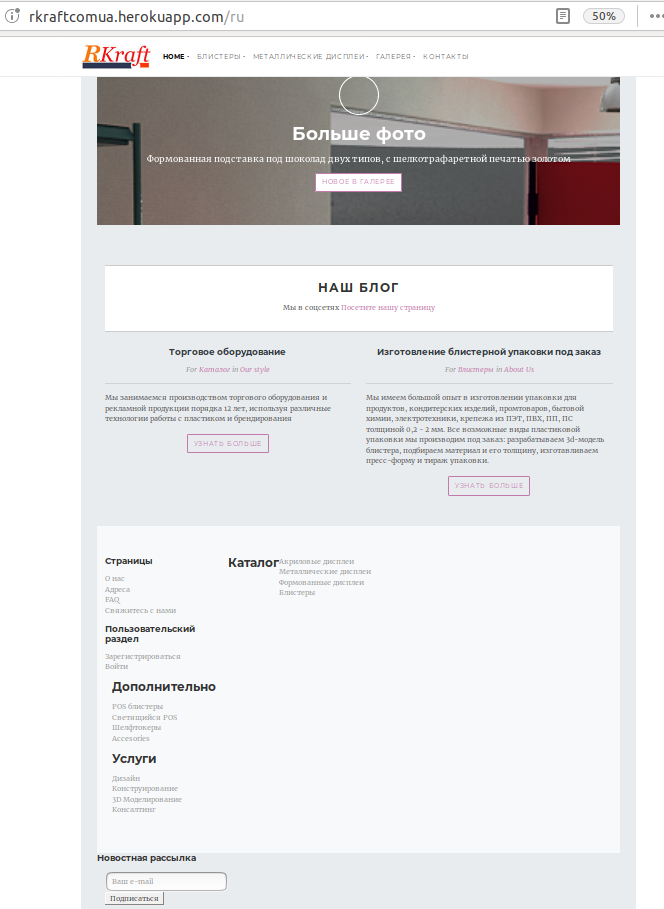 rkraftcomua.herokuapp.com/ru
50%
RKraft
HOME
БЛИСТЕРЫ
МЕТАЛЛИЧЕСКИЕ ДИСПЛЕИ
ГАЛЕРЕЯ
КОНТАКТЫ
Больше фото
Формованная подставка под шоколад двух типов, с шелкотрафаретной печатью золотом
НОВОЕ В ГАЛЕРЕЕ
НАШ БЛОГ
Мы в соцсетях Посетите нашу страницу
Торговое оборудование
For Каталог in Our style
Мы занимаемся производством торгового оборудования и
рекламной продукции порядка 12 лет, используя различные
технологии работы с пластиком и брендирования
УЗНАТЬ БОЛЬШЕ
Изготовление блистерной упаковки под заказ
For Блистеры in About Us
Мы имеем большой опыт в изготовлении упаковки для
продуктов, кондитерских изделий, промтоваров, бытовой
химии, электротехники, крепежа из ПЭТ, ПВХ, ПП, ПС
толщиной 0,2 - 2 мм. Все возможные виды пластиковой
упаковки мы производим под заказ: разрабатываем 3d-модель
блистера, подбираем материал и его толщину, изготавливаем
пресс-форму и тираж упаковки.
УЗНАТЬ БОЛЬШЕ
Страницы
О нас
Адреса
FAQ
Свяжитесь с нами
Пользовательский
раздел
Зарегистрироваться
Войти
Дополнительно
POS блистеры
Светящийся POS
Шелфтокеры
Accesories
Услуги
Дизайн
Конструирование
3D Моделирование
Консалтинг
Каталог
Акриловые дисплеи
Металлические дисплеи
Формованные дисплеи
Блистеры
Новостная рассылка
Ваш e-mail
Подписаться